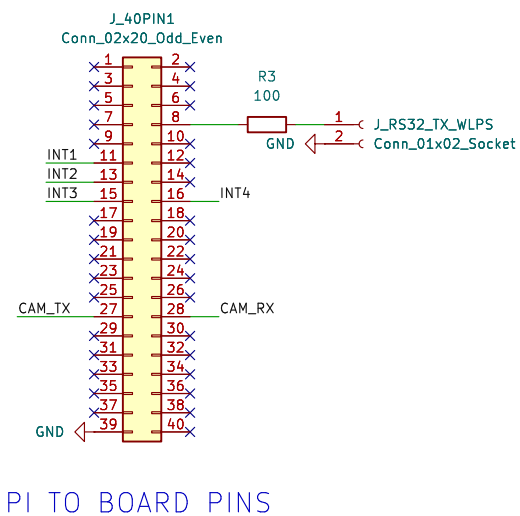 J_40PIN1
Conn_02x20_Odd_Even
1 2
3 4
5 6
7 8
9 10
11 12
13 14
15 16
17 18
19 20
21 22
23 24
25 26
27 28
29 30
31 32
33 34
35 36
37 38
39 40
INT1
INT2
INT3
INT4
CAM_TX
CAM_RX
GND
R3
100
1 J_RS32_TX_WLPS
GND 2 Conn_01x02_Socket
PI TO BOARD PINS